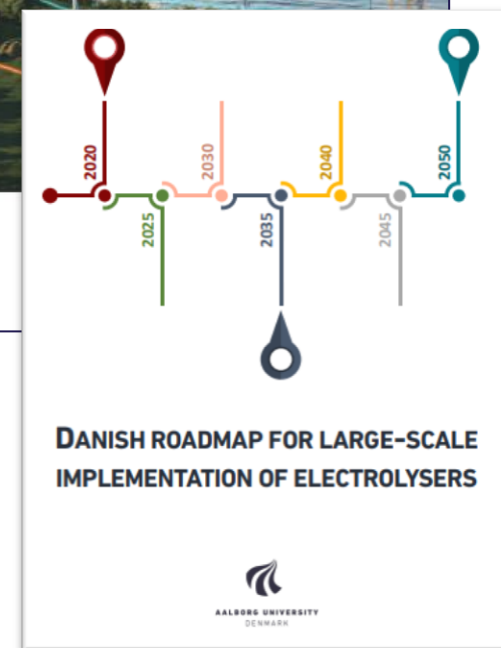 2020
2025
2030
2035
2040
2045
2050
DANISH ROADMAP FOR LARGE-SCALE
IMPLEMENTATION OF ELECTROLYSERS
AALBORG UNIVERSITY
DENMARK